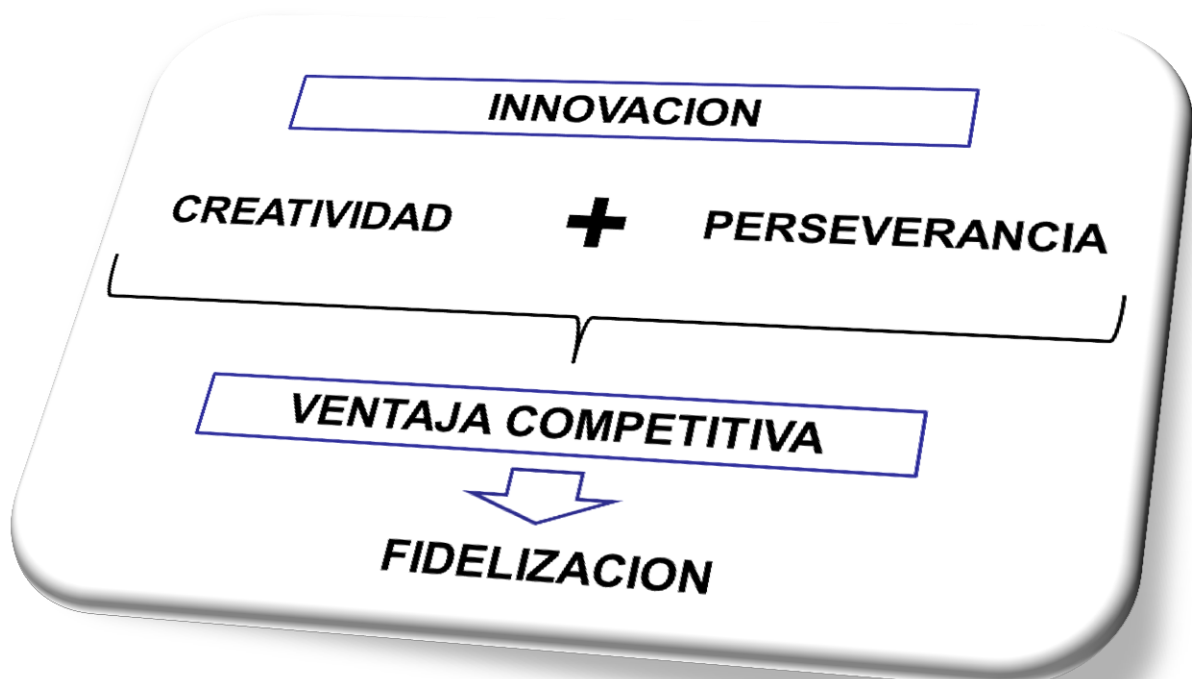 INNOVACION
CREATIVIDAD + PERSEVERANCIA
VENTAJA COMPETITIVA
FIDELIZACION